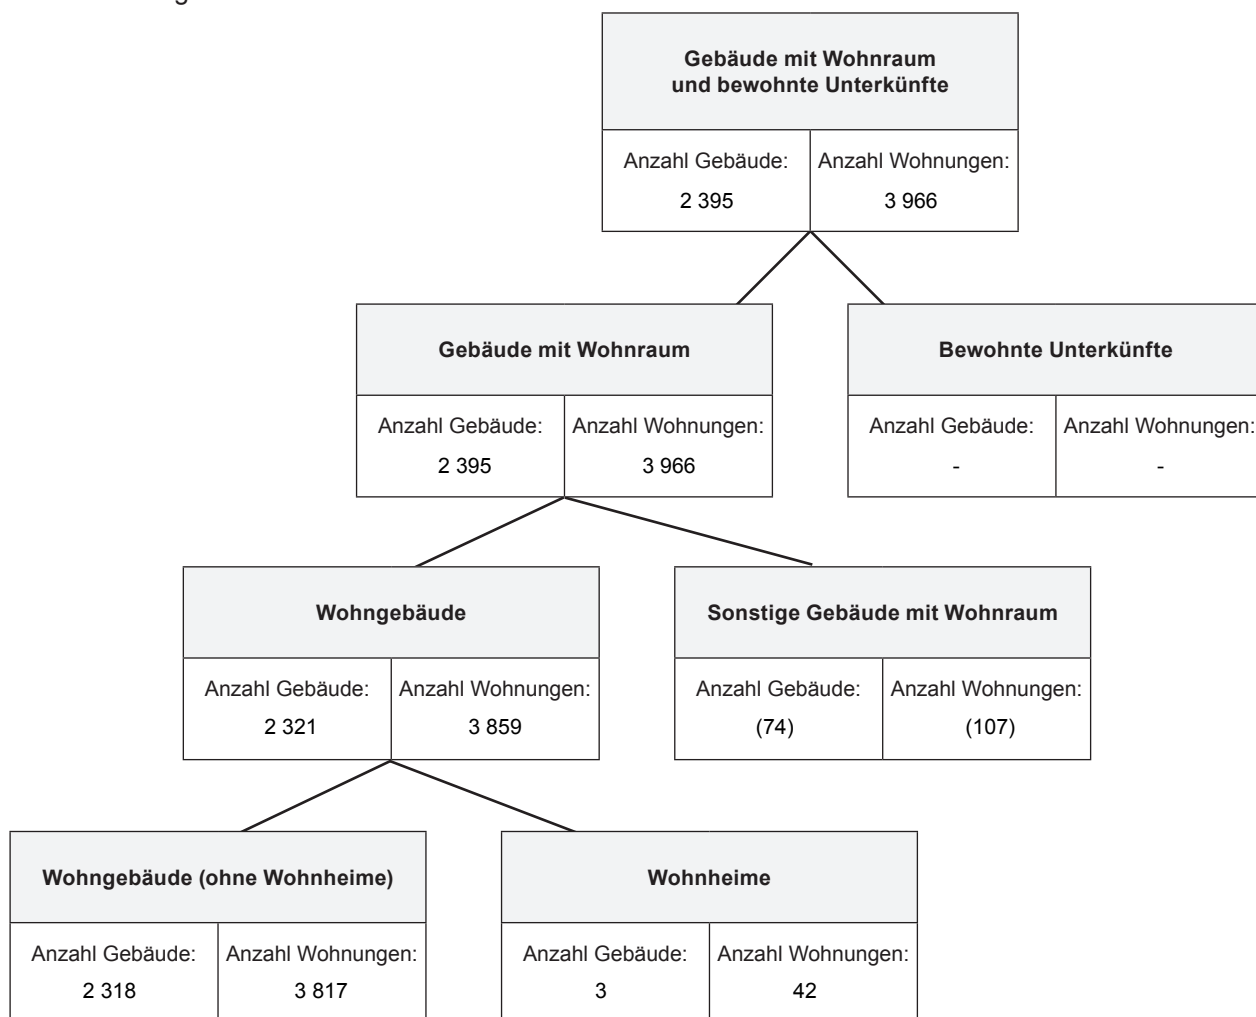 Gebäude mit Wohnraum
und bewohnte Unterkünfte
Anzahl Gebäude: Anzahl Wohnungen:
2 395 3 966
Gebäude mit Wohnraum Bewohnte Unterkünfte
Anzahl Gebäude: Anzahl Wohnungen: Anzahl Gebäude: Anzahl Wohnungen:
2 395 3 966 - -
Wohngebäude Sonstige Gebäude mit Wohnraum
Anzahl Gebäude: Anzahl Wohnungen: Anzahl Gebäude: Anzahl Wohnungen:
2 321 3 859 (74) (107)
Wohngebäude (ohne Wohnheime) Wohnheime
Anzahl Gebäude: Anzahl Wohnungen: Anzahl Gebäude: Anzahl Wohnungen:
2 318 3 817 3 42